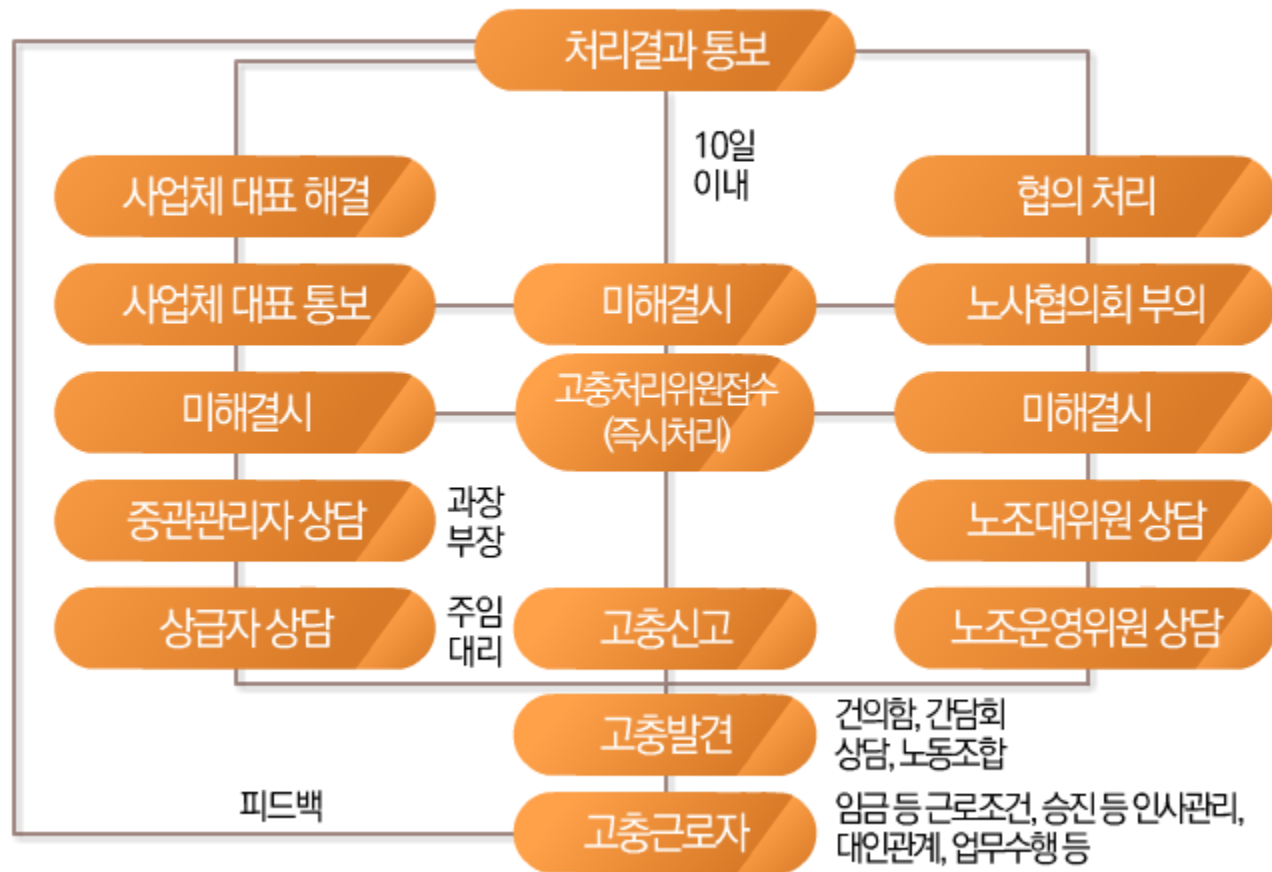 처리결과 통보
10일
이내
사업체 대표 해결
협의 처리
사업체 대표 통보
미해결시
노사협의회 부의
미해결시
고충처리위원접수
(즉시처리)
미해결시
중관관리자 상담
과장
부장
노조대위원 상담
상급자 상담
주임
대리
고충신고
노조운영위원 상담
고충발견
건의함, 간담회
상담, 노동조합
피드백
고충근로자
임금 등 근로조건, 승진 등 인사관리,
대인관계, 업무수행 등